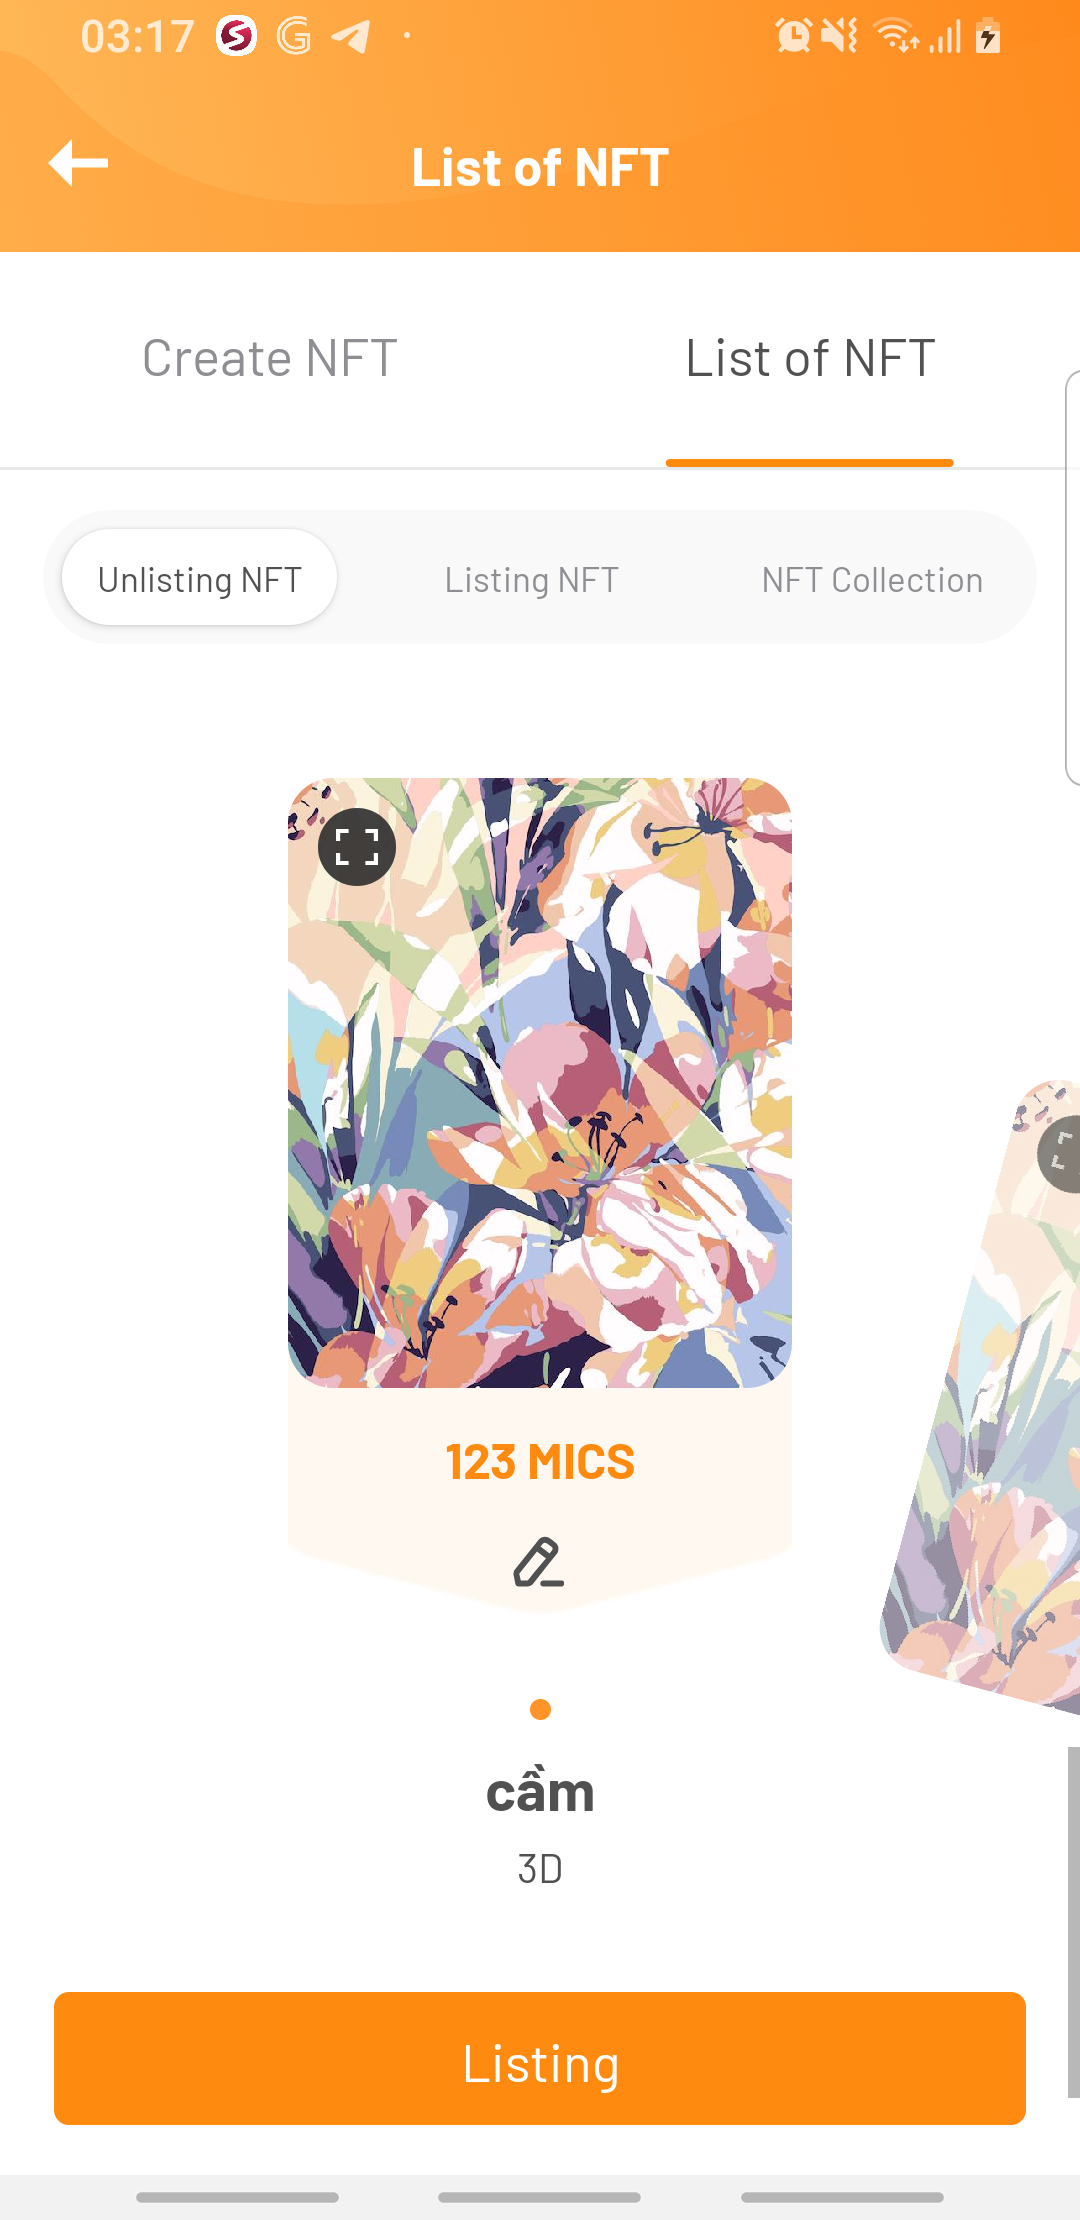 03:17
List of NFT
Create NFT
List of NFT
Unlisting NFT
Listing NFT
NFT Collection
123 MICS
cầm
3D
Listing